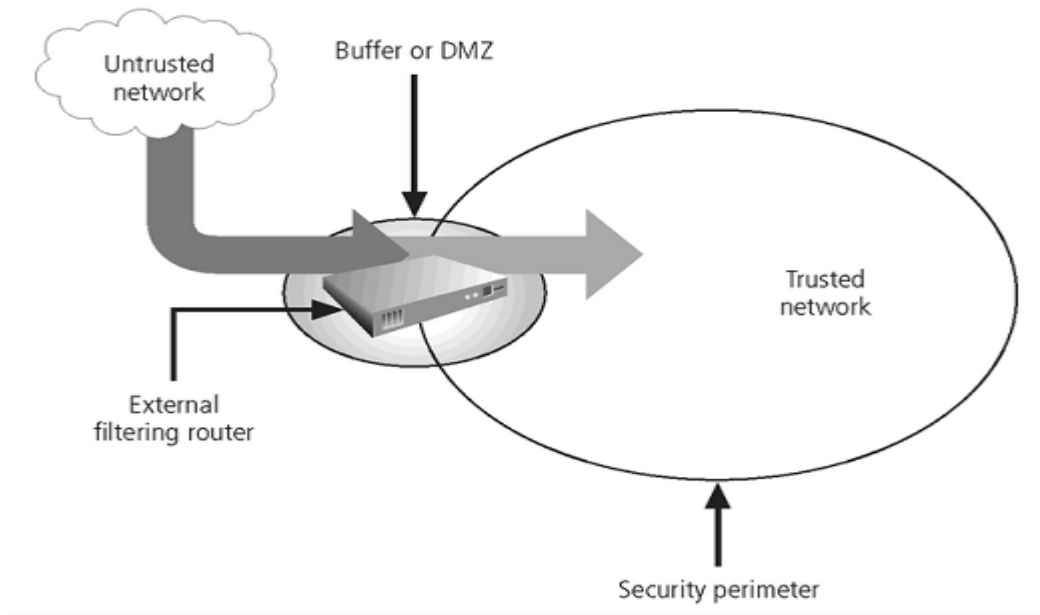 Untrusted
network
Buffer or DMZ
Trusted
network
External
filtering router
Security perimeter